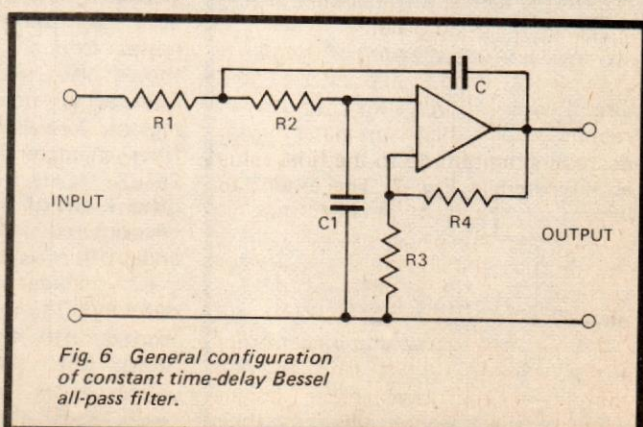 C
R1
R2
C1
R4
R3
INPUT
OUTPUT
Fig. 6 General configuration
of constant time-delay Bessel
all-pass filter.